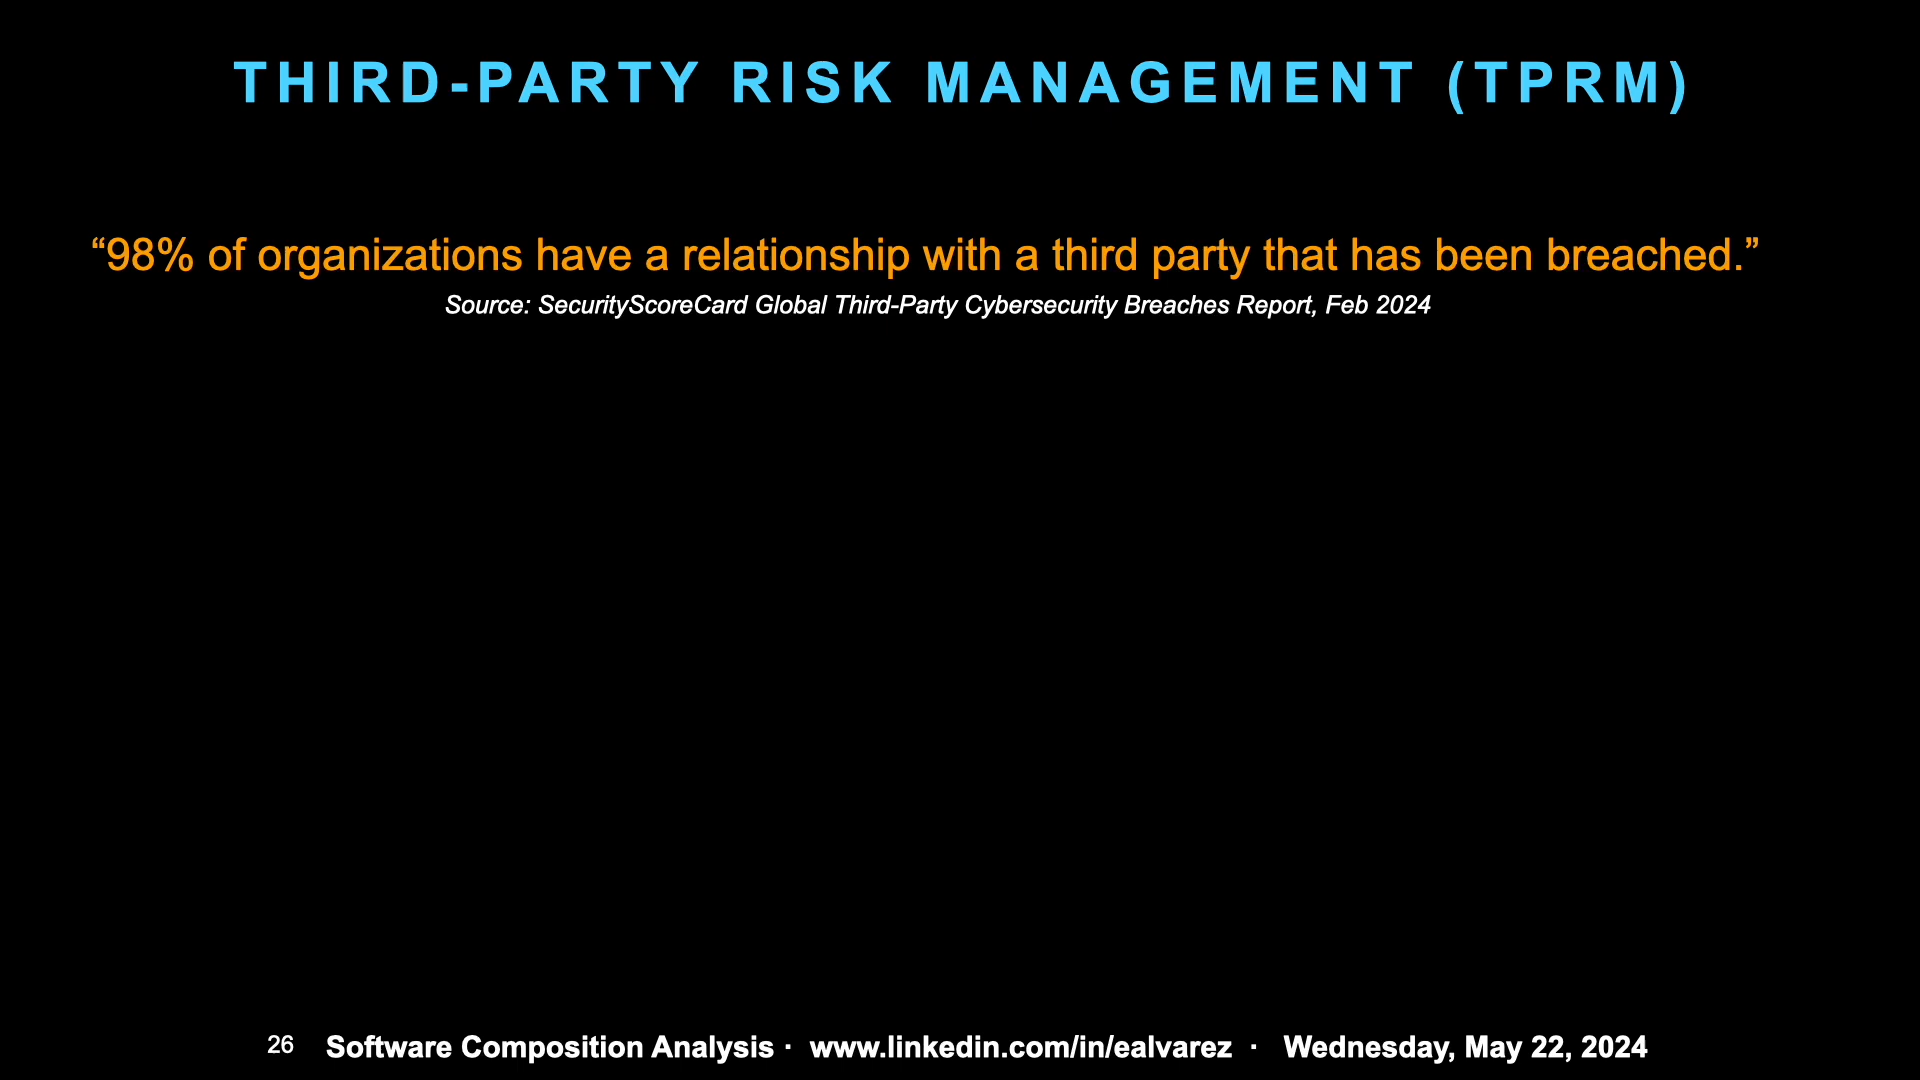 THIRD-PARTY RISK MANAGEMENT (TPRM)
“98% of organizations have a relationship with a third party that has been breached.”
Source: SecurityScoreCard Global Third-Party Cybersecurity Breaches Report, Feb 2024
26 Software Composition Analysis · www.linkedin.com/in/ealvarez · Wednesday, May 22, 2024